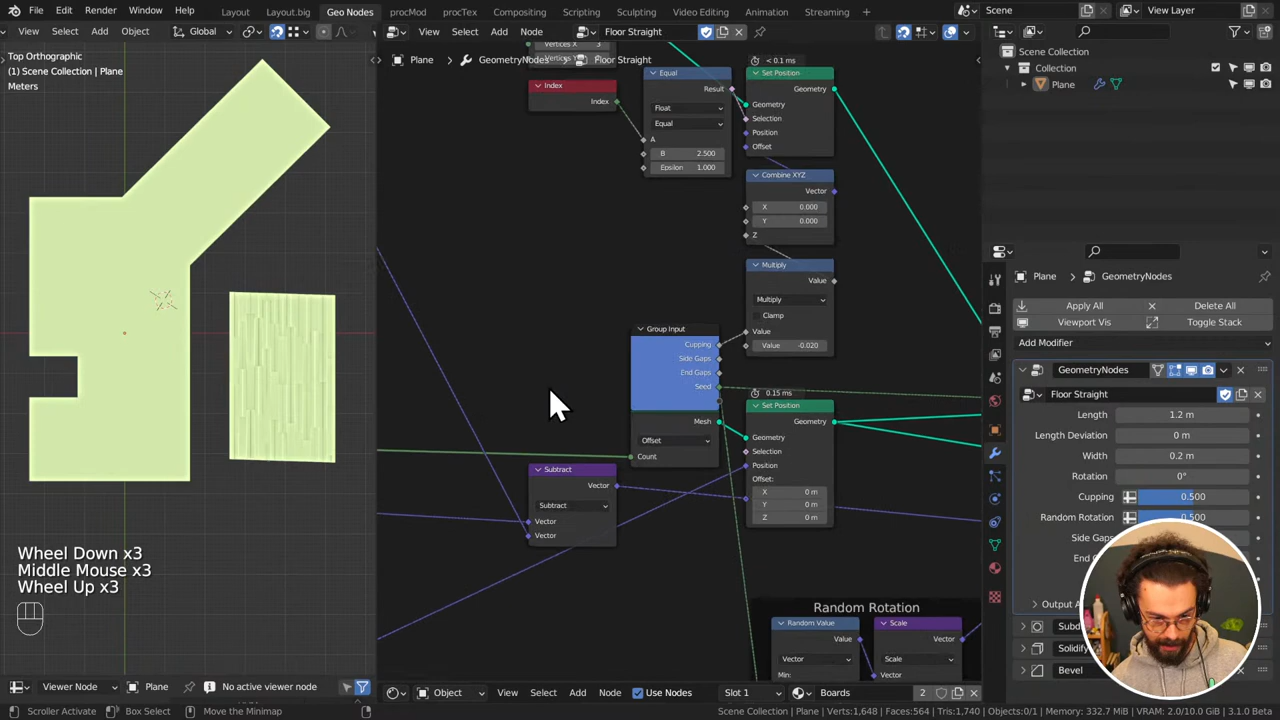 File Edit Render Window Help Layout Layout.big Geo Nodes procMod procTex Compositing Scripting Sculpting Video Editing Animation Streaming + Scene View Layer
View Select Add Object Global
View Select Add Node Floor Straight
Top Orthographic
(1) Scene Collection | Plane
Meters
Plane > GeometryNodes > Floor Straight
Vertices X 3
Index
Index
Equal
Result
Float
Equal
A
B 2.500
Epsilon 1.000
< 0.1 ms
Set Position
Geometry
Geometry
Selection
Position
Offset
Combine XYZ
Vector
X 0.000
Y 0.000
Z
Multiply
Value
Multiply
Clamp
Value
Value -0.020
Group Input
Cupping
Side Gaps
End Gaps
Seed
Mesh
Offset
Count
0.15 ms
Set Position
Geometry
Geometry
Selection
Position
Offset:
X 0 m
Y 0 m
Z 0 m
Subtract
Vector
Subtract
Vector
Vector
Random Rotation
Random Value
Value
Vector
Min:
Scale
Vector
Scale
Vector
Wheel Down x3
Middle Mouse x3
Wheel Up x3
Scene Collection
Collection
Plane
Plane > GeometryNodes
Apply All Delete All
Viewport Vis Toggle Stack
Add Modifier
GeometryNodes
Floor Straight
Length 1.2 m
Length Deviation 0 m
Width 0.2 m
Rotation 0°
Cupping 0.500
Random Rotation 0.500
Side Gaps
Solidify
Bevel
Viewer Node Plane No active viewer node
Object View Select Add Node Use Nodes Slot 1 Boards 2
Scroller Activate Box Select Move the Minimap
Scene Collection | Plane Verts:1,648 Faces:564 Tris:1,740 Objects:0/1 Memory: 332.7 MiB VRAM: 2.0/10.0 GiB 3.1.0 Beta